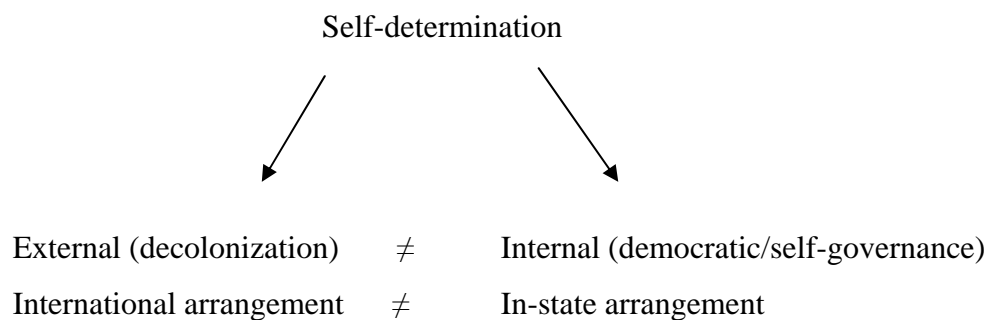 Self-determination
External (decolonization) ≠ Internal (democratic/self-governance)
International arrangement ≠ In-state arrangement